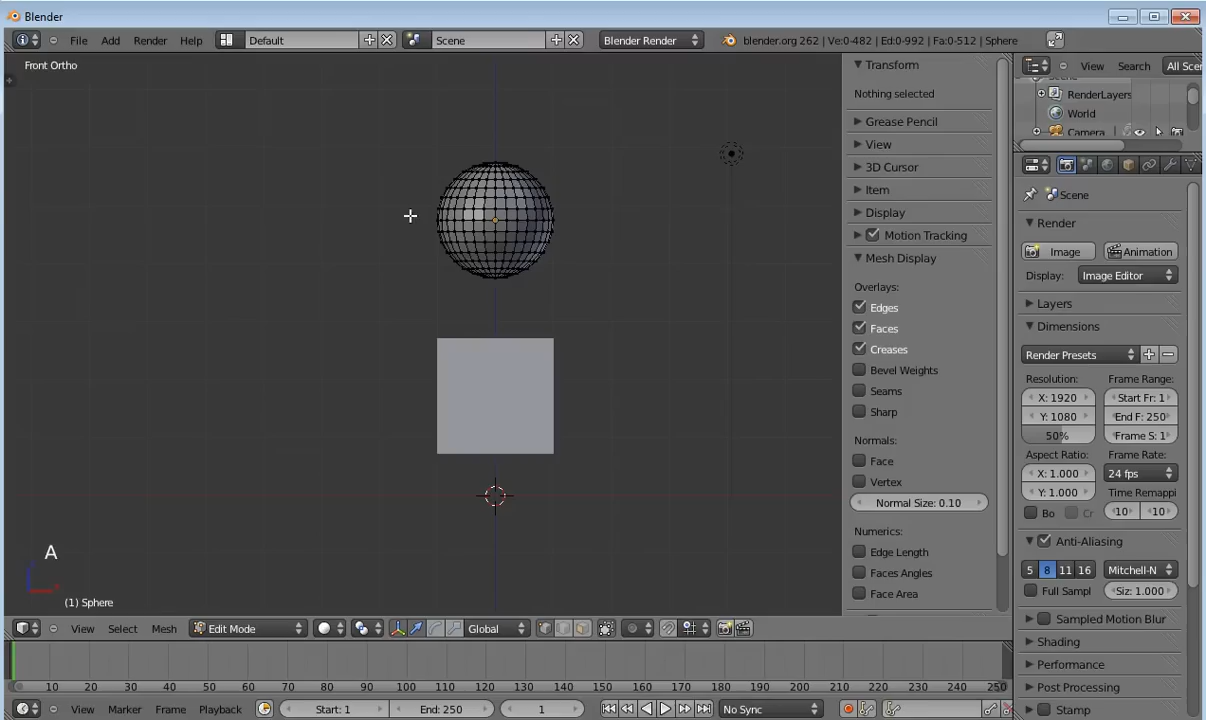 Blender
File Add Render Help Default Scene Blender Render blender.org 262 | Ve:0-482 | Ed:0-992 | Fa:0-512 | Sphere
Front Ortho
A
(1) Sphere
Transform
Nothing selected
Grease Pencil
View
3D Cursor
Item
Display
Motion Tracking
Mesh Display
Overlays:
Edges
Faces
Creases
Bevel Weights
Seams
Sharp
Normals:
Face
Vertex
Normal Size: 0.10
Numerics:
Edge Length
Faces Angles
Face Area
View Search All Scen
RenderLayers
World
Camera
Scene
Render
Image Animation
Display: Image Editor
Layers
Dimensions
Render Presets
Resolution: Frame Range:
X: 1920 Start Fr: 1
Y: 1080 End F: 250
50% Frame S: 1
Aspect Ratio: Frame Rate:
X: 1.000 24 fps
Y: 1.000 Time Remappi
Bo Cr 10 10
Anti-Aliasing
5 8 11 16 Mitchell-N
Full Sampl Siz: 1.000
Sampled Motion Blur
Shading
Performance
Post Processing
Stamp
View Select Mesh Edit Mode Global
10 20 30 40 50 60 70 80 90 100 110 120 130 140 150 160 170 180 190 200 210 220 230 240 250
View Marker Frame Playback Start: 1 End: 250 1 No Sync